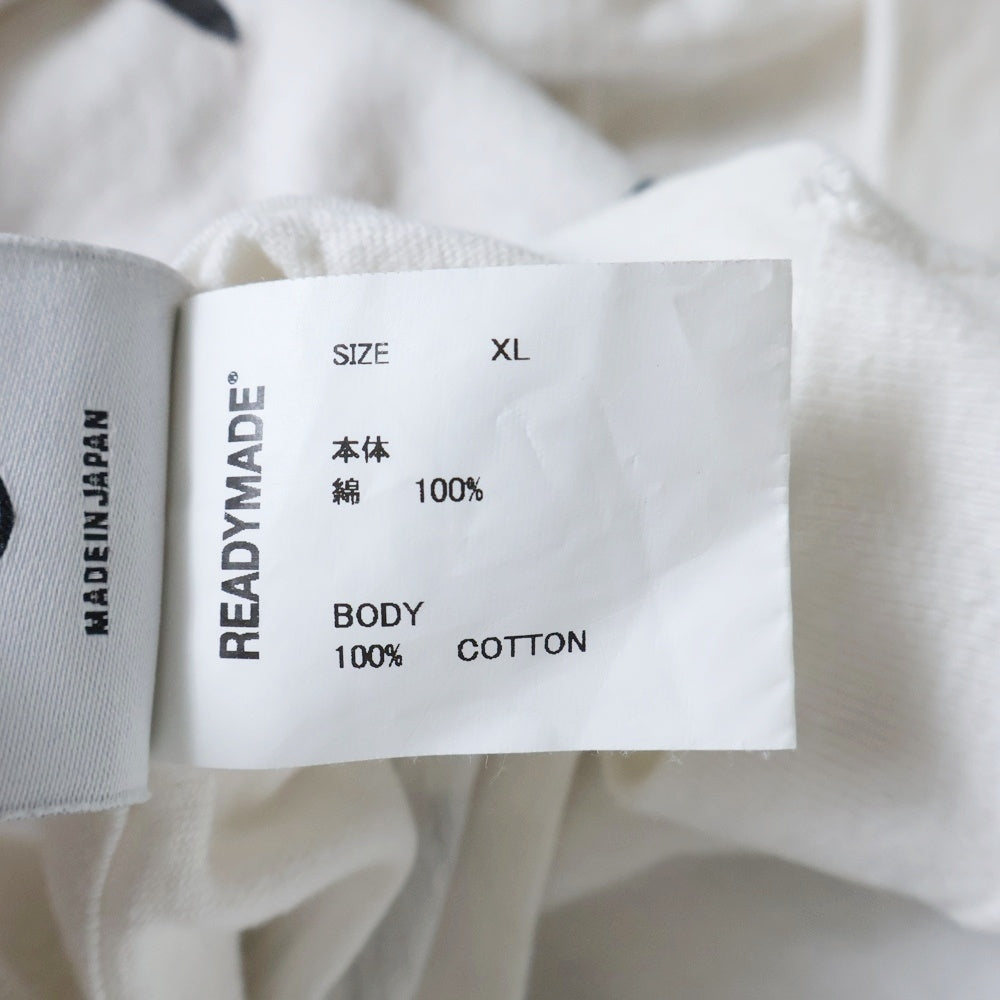 MADE IN JAPAN
READYMADE®
SIZE XL
本体
綿 100%
BODY
100% COTTON